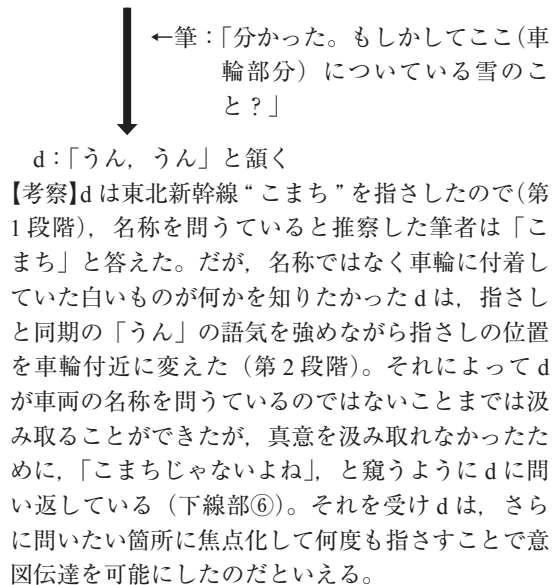 ←筆:「分かった。もしかしてここ(車
輪部分)についている雪のこ
と?」
d:「うん,うん」と頷く
【考察】d は東北新幹線“こまち”を指さしたので(第
1 段階),名称を問うていると推察した筆者は「こ
まち」と答えた。だが,名称ではなく車輪に付着し
ていた白いものが何かを知りたかった d は,指さし
と同期の「うん」の語気を強めながら指さしの位置
を車輪付近に変えた(第 2 段階)。それによって d
が車両の名称を問うているのではないことまでは汲
み取ることができたが,真意を汲み取れなかったた
めに,「こまちじゃないよね」,と窺うように d に問
い返している(下線部⑥)。それを受け d は,さら
に問いたい箇所に焦点化して何度も指さすことで意
図伝達を可能にしたのだといえる。